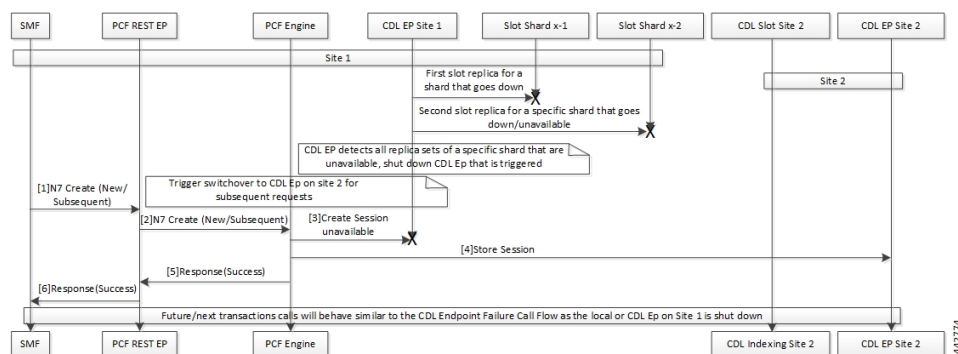 SMF
PCF REST EP
PCF Engine
CDL EP Site 1
Slot Shard x-1
Slot Shard x-2
CDL Slot Site 2
CDL EP Site 2
Site 1
First slot replica for a
shard that goes down
Site 2
Second slot replica for a specific shard that goes
down/unavailable
CDL EP detects all replica sets of a specific shard that are
unavailable, shut down CDL Ep that is triggered
[1]N7 Create (New/
Subsequent)
Trigger switchover to CDL Ep on site 2 for
subsequent requests
[2]N7 Create (New/Subsequent)
[3]Create Session
unavailable
[4]Store Session
[5]Response(Success)
[6]Response(Success)
Future/next transactions calls will behave similar to the CDL Endpoint Failure Call Flow as the local or CDL Ep on Site 1 is shut down
SMF
PCF REST EP
PCF Engine
CDL Indexing Site 2
CDL EP Site 2
442774